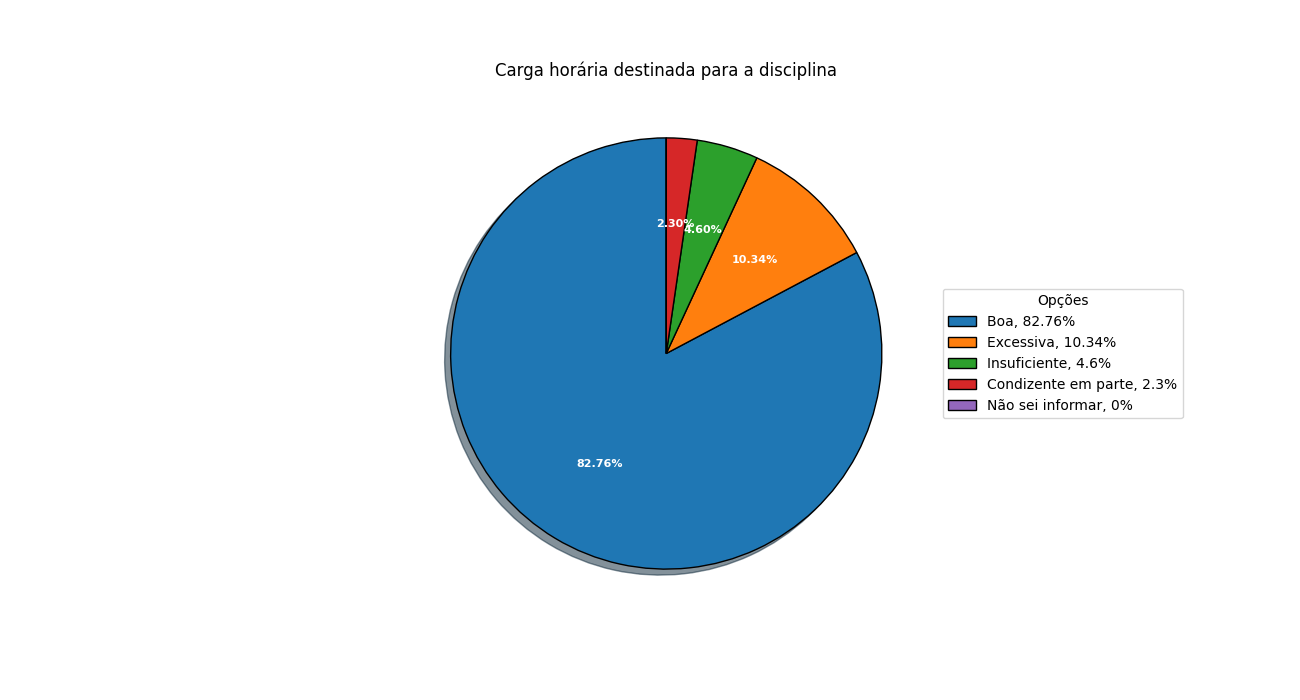 Carga horária destinada para a disciplina
2.30%
4.60%
10.34%
82.76%
Opções
Boa, 82.76%
Excessiva, 10.34%
Insuficiente, 4.6%
Condizente em parte, 2.3%
Não sei informar, 0%